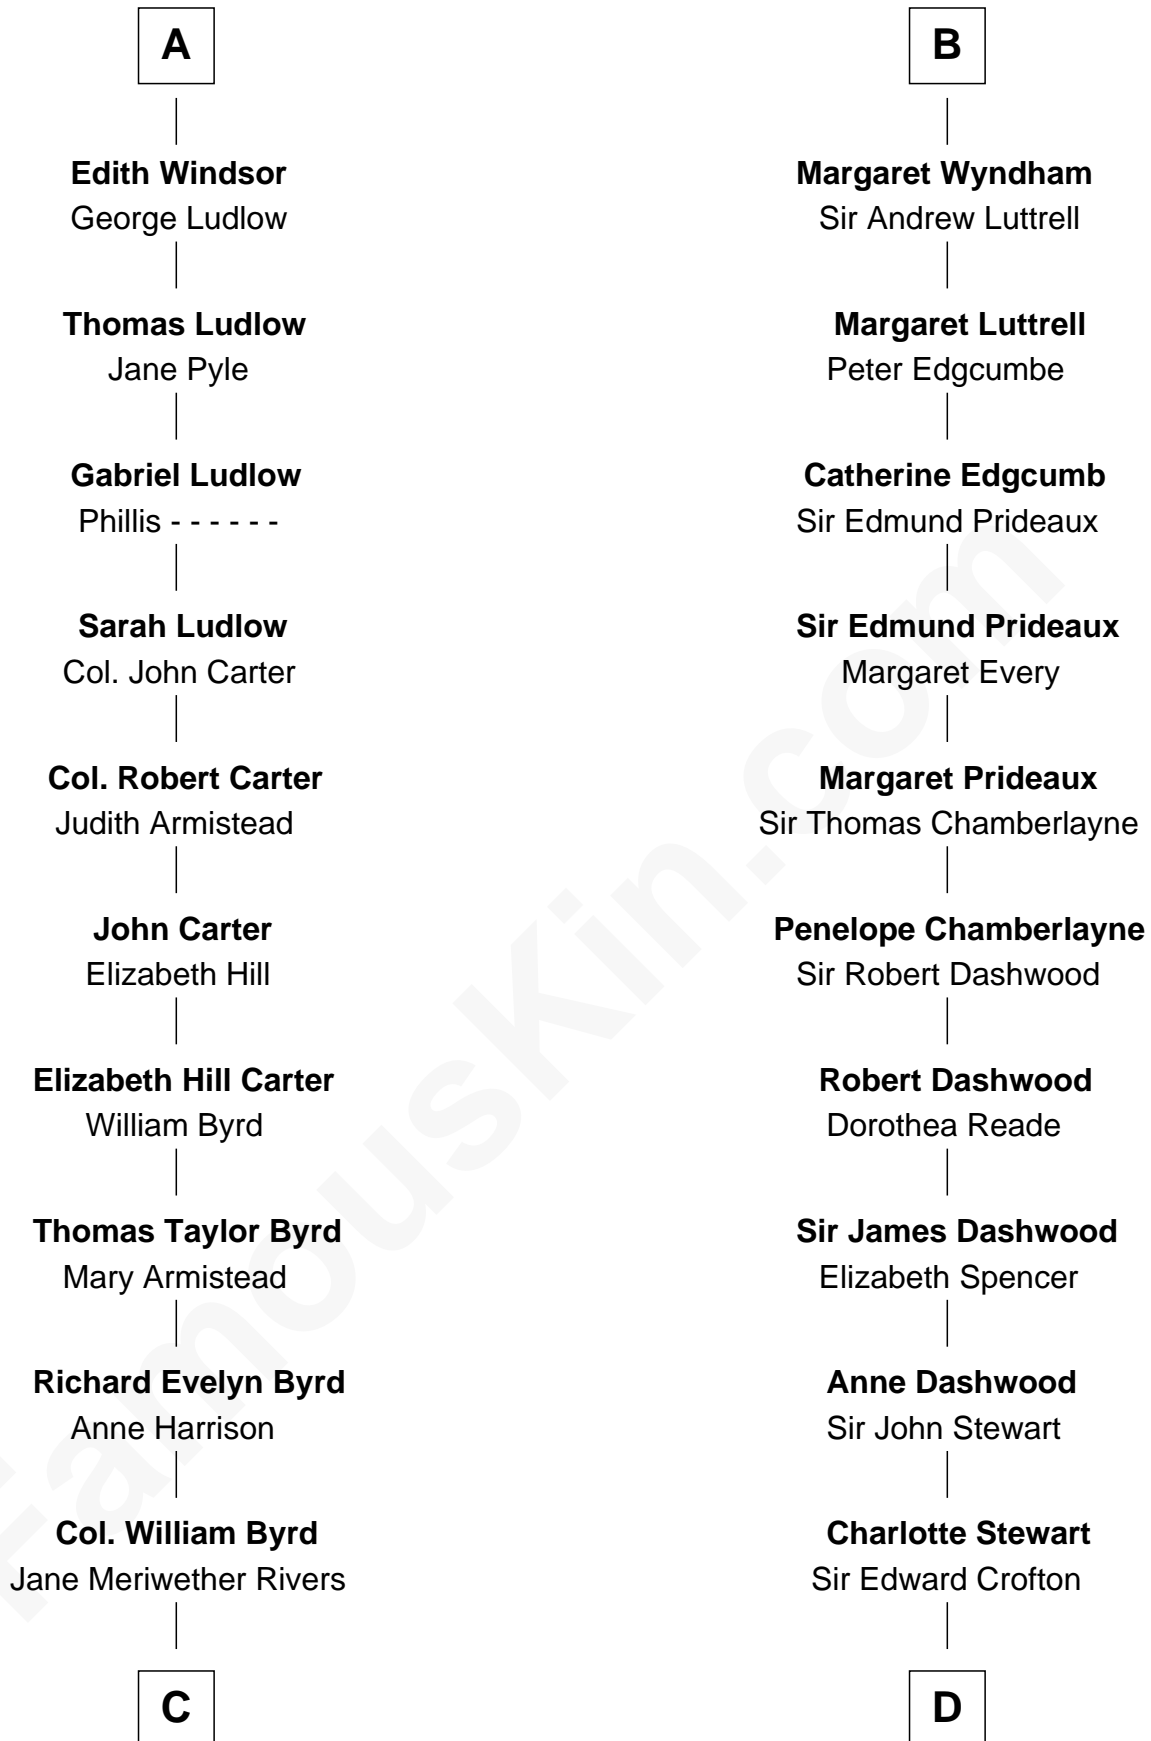 A
Edith Windsor
George Ludlow
Thomas Ludlow
Jane Pyle
Gabriel Ludlow
Phillis - - - - - -
Sarah Ludlow
Col. John Carter
Col. Robert Carter
Judith Armistead
John Carter
Elizabeth Hill
Elizabeth Hill Carter
William Byrd
Thomas Taylor Byrd
Mary Armistead
Richard Evelyn Byrd
Anne Harrison
Col. William Byrd
Jane Meriwether Rivers
C
B
Margaret Wyndham
Sir Andrew Luttrell
Margaret Luttrell
Peter Edgcumbe
Catherine Edgcumb
Sir Edmund Prideaux
Sir Edmund Prideaux
Margaret Every
Margaret Prideaux
Sir Thomas Chamberlayne
Penelope Chamberlayne
Sir Robert Dashwood
Robert Dashwood
Dorothea Reade
Sir James Dashwood
Elizabeth Spencer
Anne Dashwood
Sir John Stewart
Charlotte Stewart
Sir Edward Crofton
D
FamousKin.com